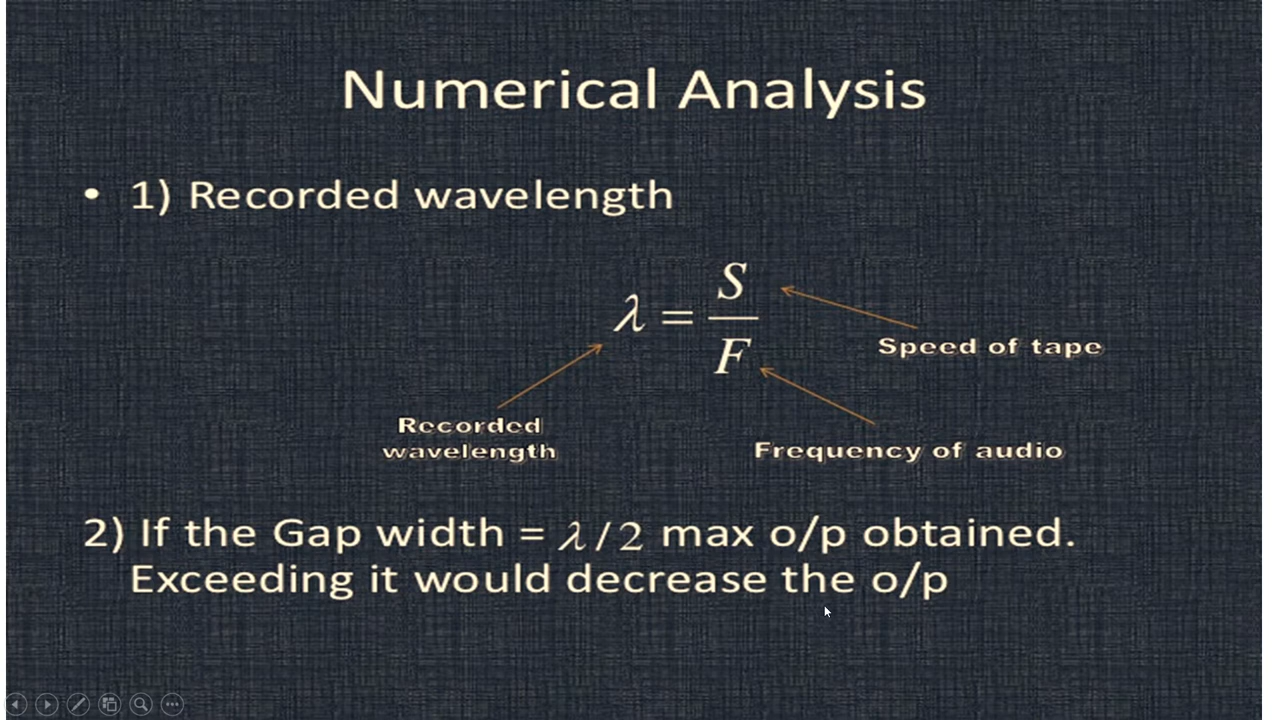 Numerical Analysis
• 1) Recorded wavelength
λ = S / F
Speed of tape
Recorded
wavelength
Frequency of audio
2) If the Gap width = λ/2 max o/p obtained.
Exceeding it would decrease the o/p